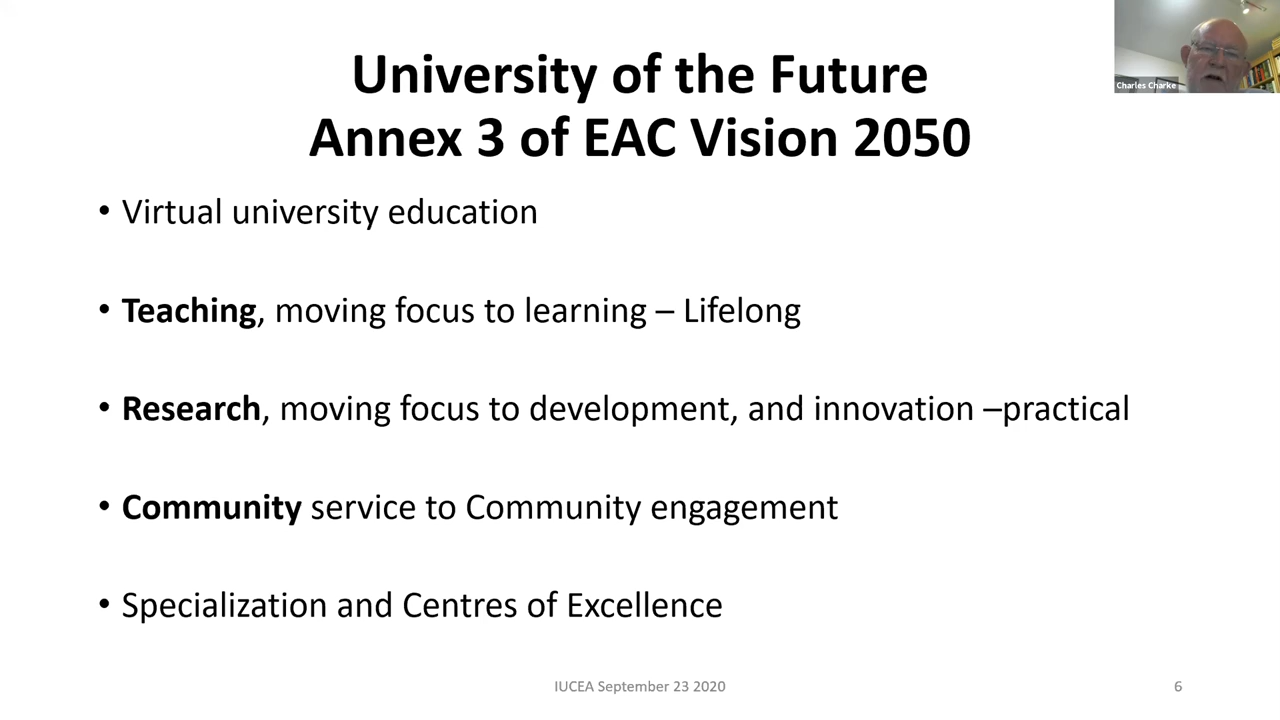 University of the Future
Annex 3 of EAC Vision 2050
Charles Charke
• Virtual university education
• Teaching, moving focus to learning – Lifelong
• Research, moving focus to development, and innovation –practical
• Community service to Community engagement
• Specialization and Centres of Excellence
IUCEA September 23 2020
6